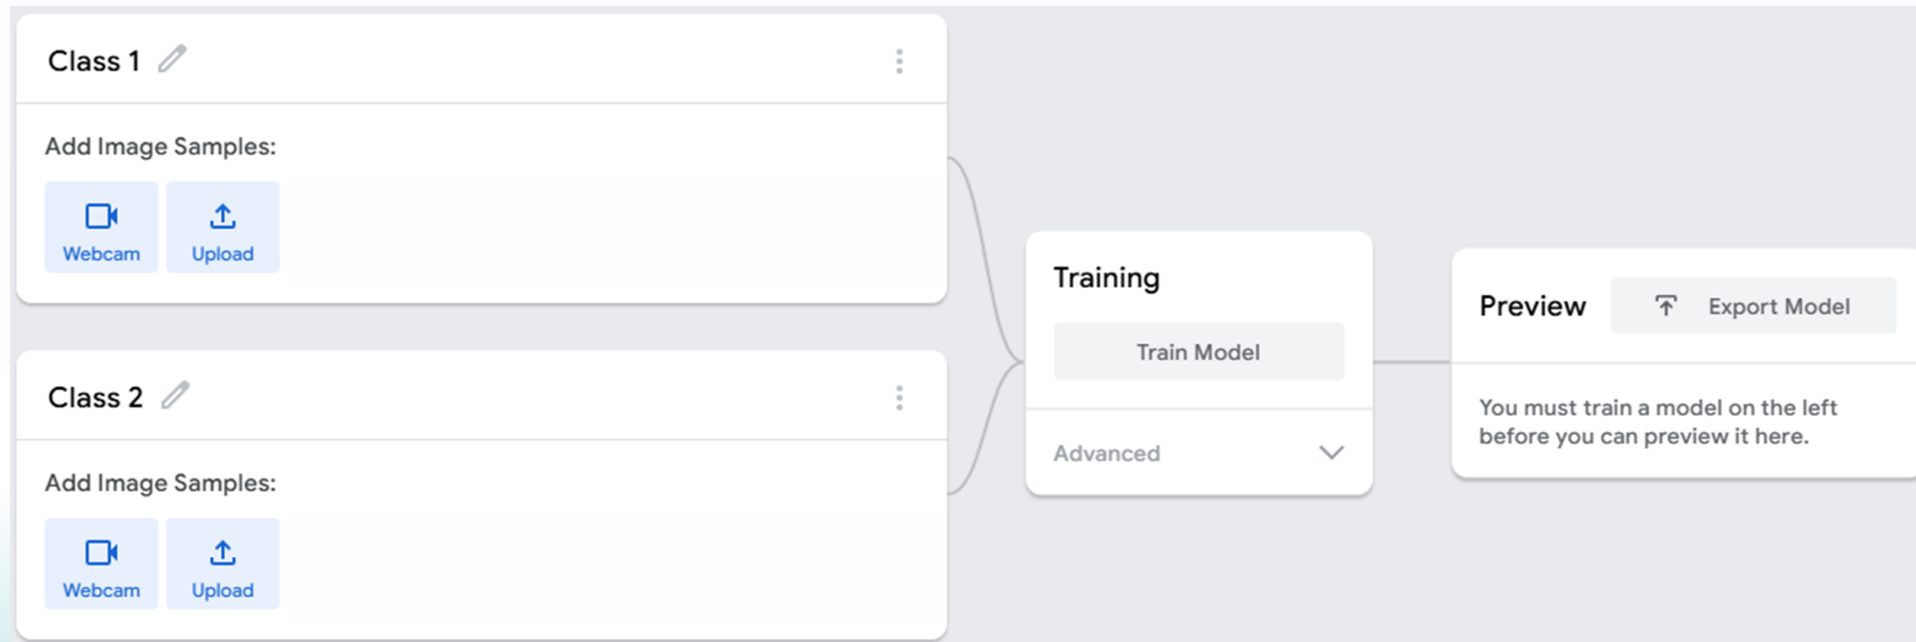 Class 1
Add Image Samples:
Webcam
Upload
Class 2
Add Image Samples:
Webcam
Upload
Training
Train Model
Advanced
Preview
Export Model
You must train a model on the left
before you can preview it here.